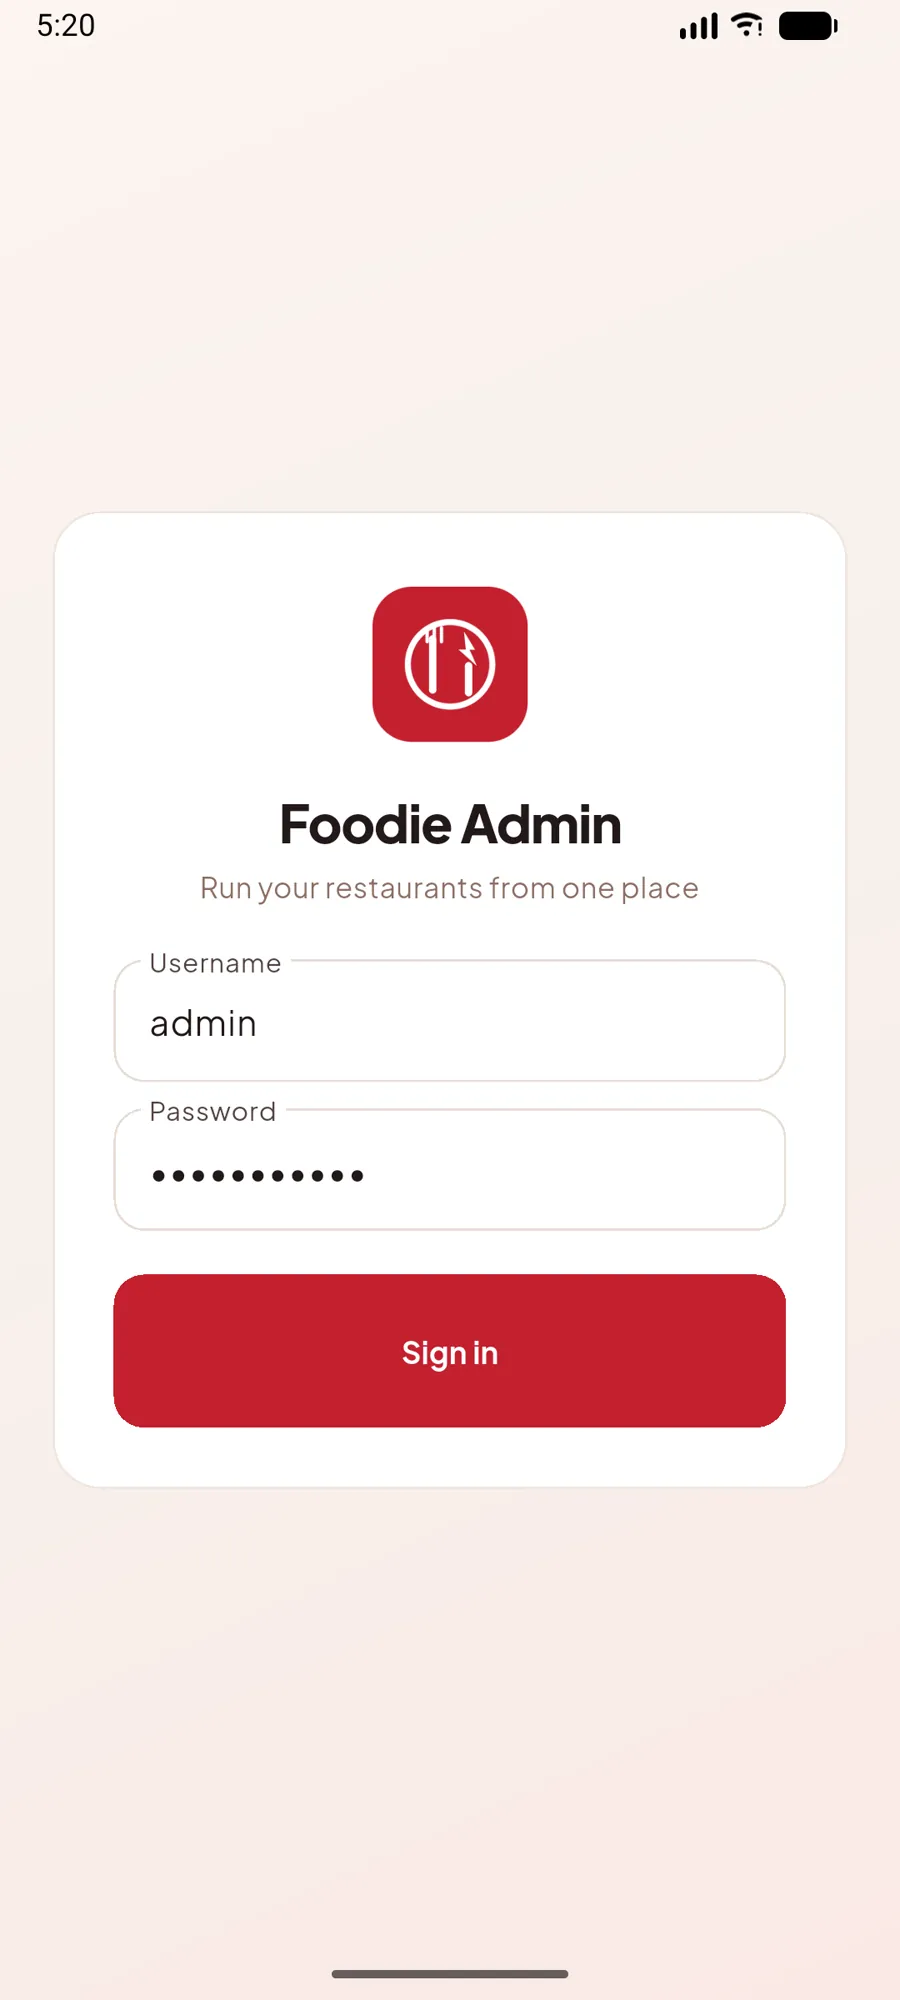 5:20
Foodie Admin
Run your restaurants from one place
Username
admin
Password
•••••••••••
Sign in